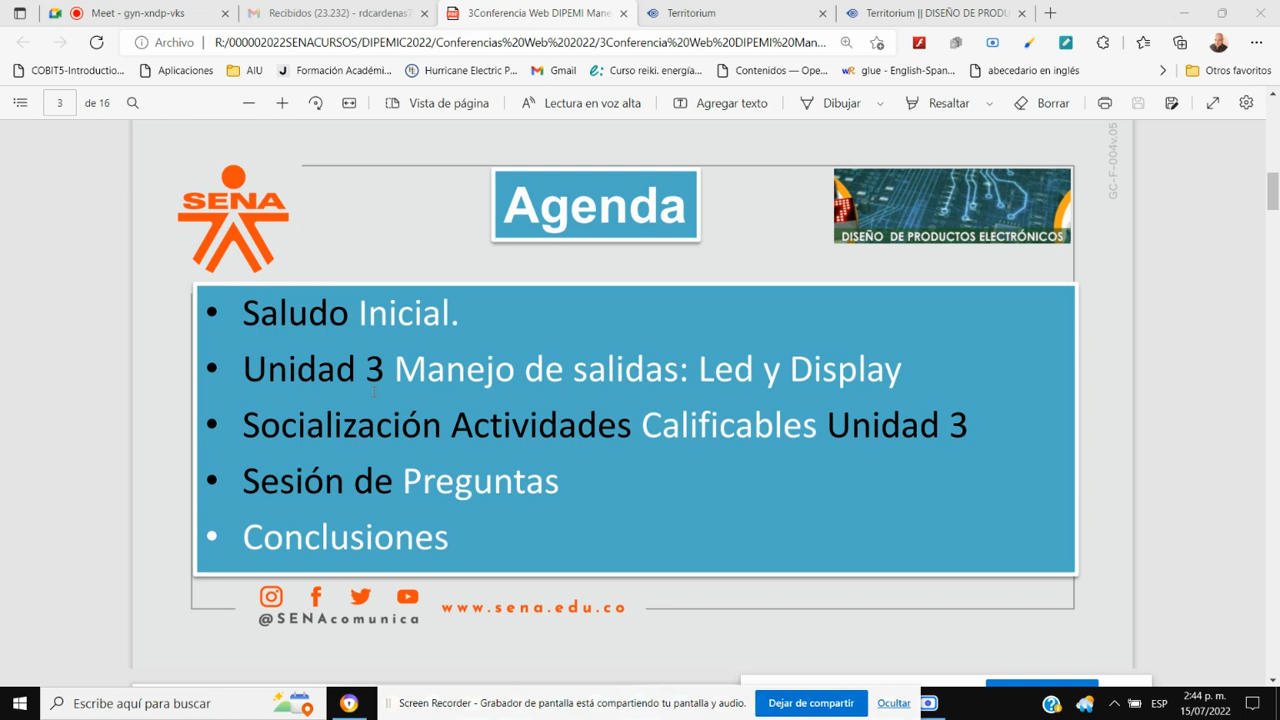 Meet - gyn-xndp-vks
Recibidos (23.232) - rdcardenas7
3Conferencia Web DIPEMI Mane
Territorium
Territorium || DISEÑO DE PRODU
Archivo
R:/000002022SENACURSOS/DIPEMIC2022/Conferencias%20Web%202022/3Conferencia%20Web%20DIPEMI%20Man...
COBIT5-Introductio...
Aplicaciones
AIU
Formación Académi...
Hurricane Electric P...
Gmail
Curso reiki. energía...
Contenidos — Ope...
glue - English-Span...
abecedario en inglés
Otros favoritos
3 de 16
Vista de página
Lectura en voz alta
Agregar texto
Dibujar
Resaltar
Borrar
GC-F-004v.05
SENA
Agenda
DISEÑO DE PRODUCTOS ELECTRÓNICOS
• Saludo Inicial.
• Unidad 3 Manejo de salidas: Led y Display
• Socialización Actividades Calificables Unidad 3
• Sesión de Preguntas
• Conclusiones
@SENAcomunica
www.sena.edu.co
Escribe aquí para buscar
Screen Recorder - Grabador de pantalla está compartiendo tu pantalla y audio.
Dejar de compartir
Ocultar
ESP
2:44 p. m.
15/07/2022